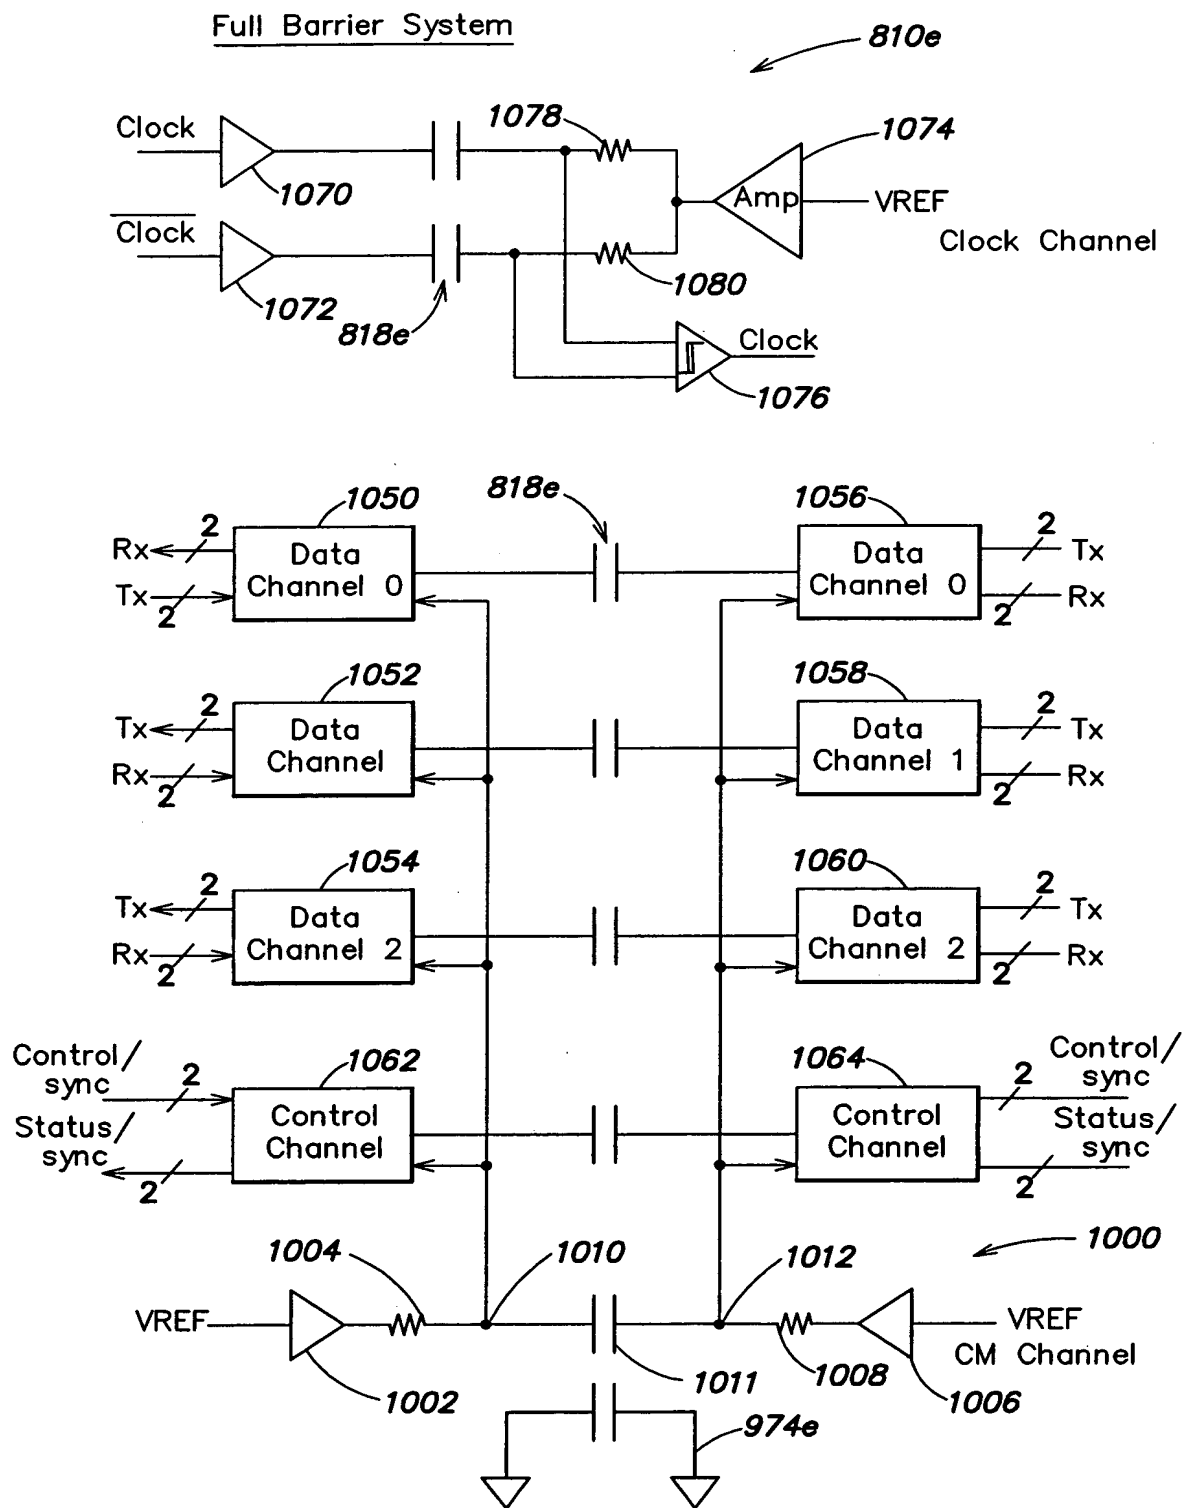 Full Barrier System
810e
1078
1074
Clock
1070
Amp
VREF
Clock Channel
Clock
1072
818e
1080
Clock
1076
1050
818e
1056
Rx
2
Data
Channel 0
Data
Channel 0
2
Tx
Tx
2
2
Rx
1052
1058
Tx
2
Data
Channel
Data
Channel 1
2
Tx
Rx
2
2
Rx
1054
1060
Tx
2
Data
Channel 2
Data
Channel 2
2
Tx
Rx
2
2
Rx
Control/
sync
2
1062
1064
2
Control/
sync
Status/
sync
2
Control
Channel
Control
Channel
2
Status/
sync
1004
1010
1012
1000
VREF
VREF
CM Channel
1002
1011
1008
1006
974e